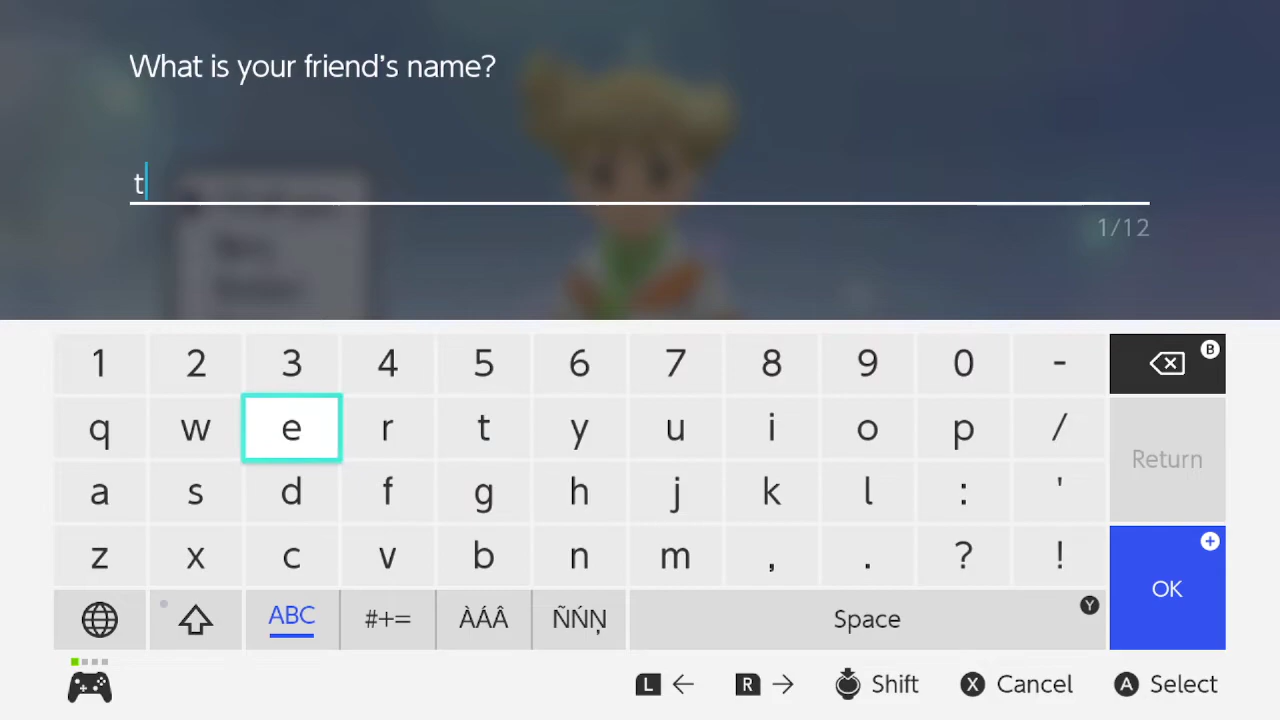 What is your friend's name?
t
1/12
1 2 3 4 5 6 7 8 9 0 - B
q w e r t y u i o p / Return
a s d f g h j k l : '
z x c v b n m , . ? ! + OK
ABC #+= ÀÁÂ ÑŃŅ Space Y
L ← R → Shift X Cancel A Select